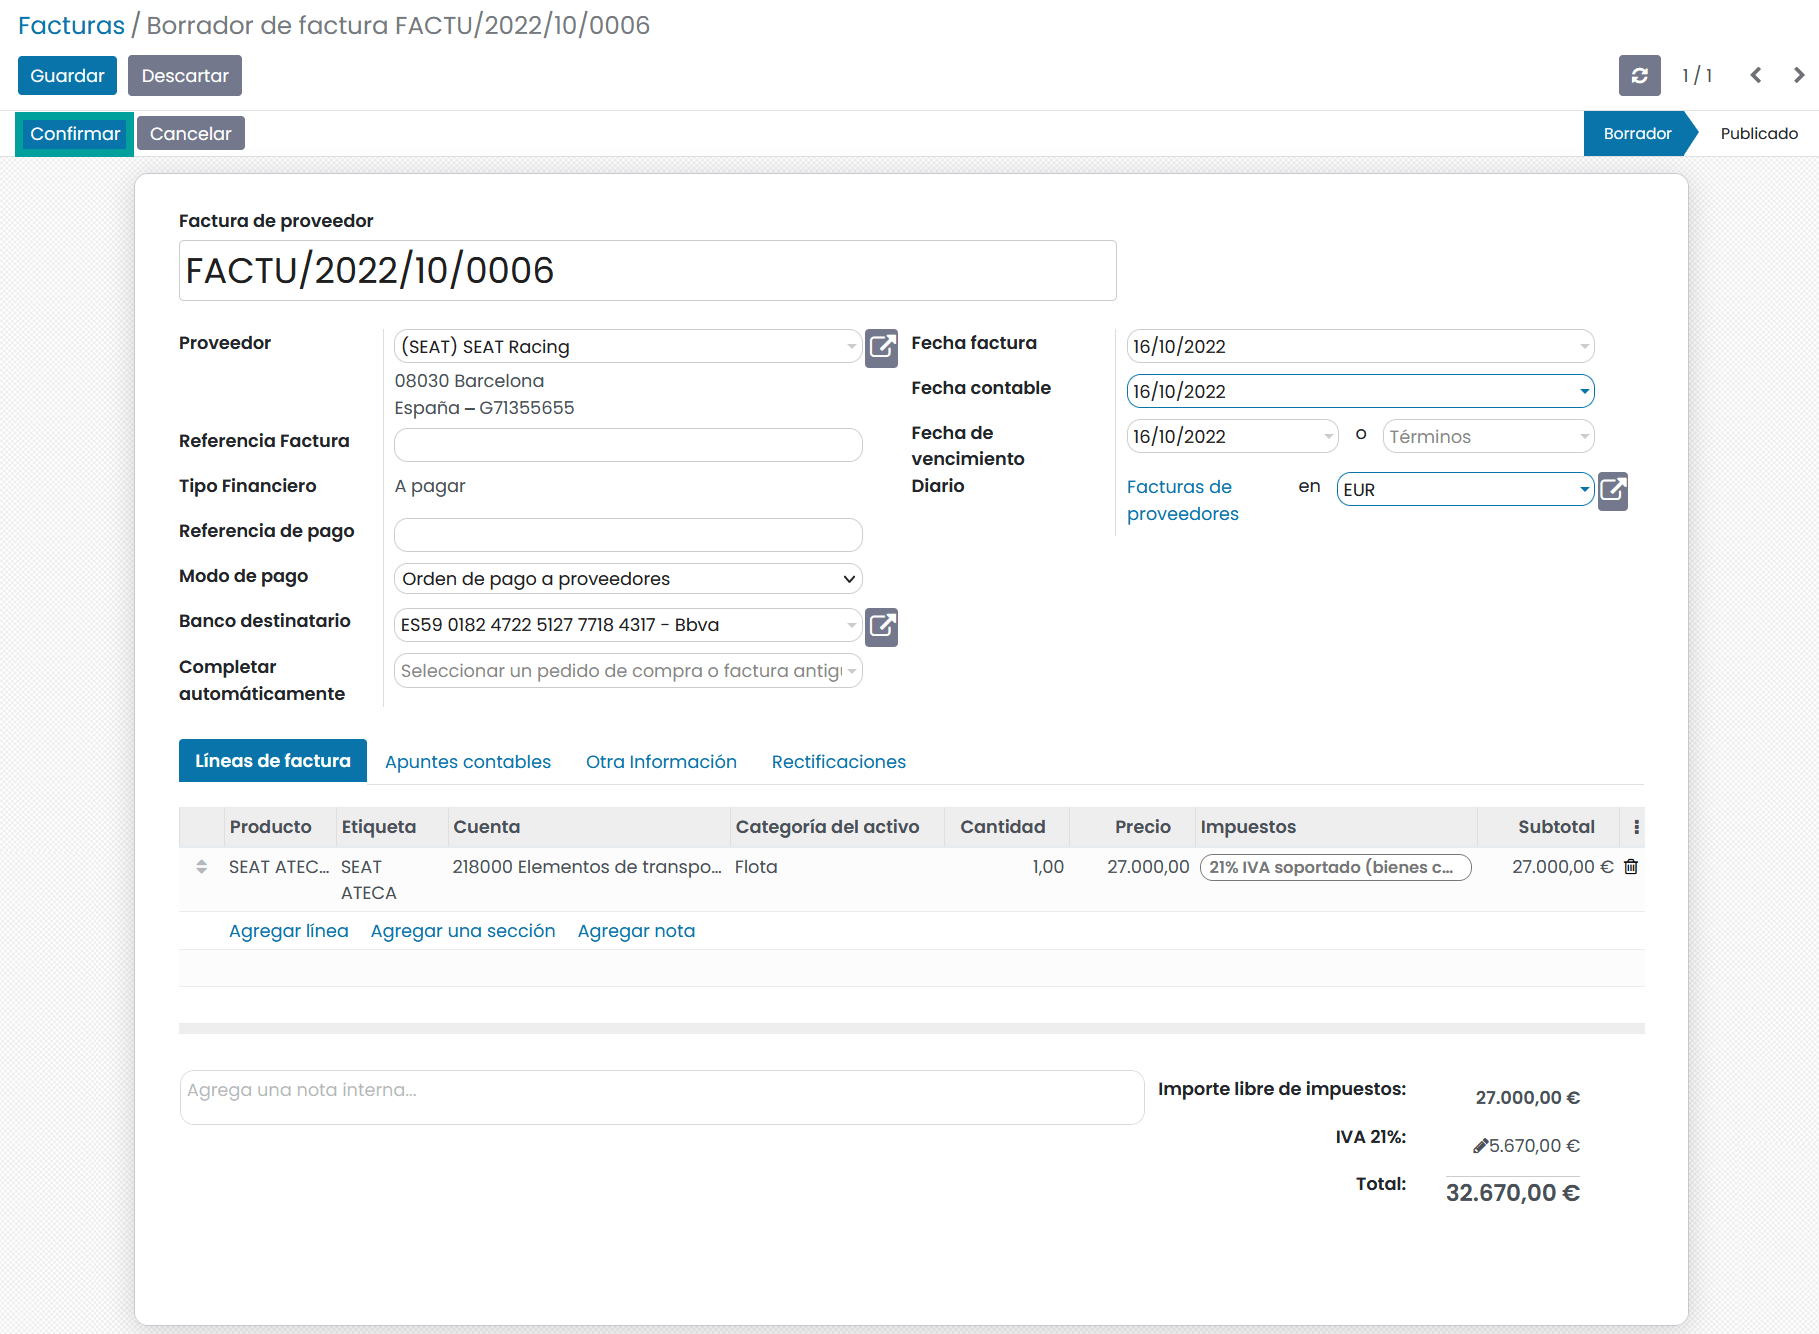 Facturas / Borrador de factura FACTU/2022/10/0006
Guardar Descartar 1 / 1
Confirmar Cancelar Borrador Publicado
Factura de proveedor
FACTU/2022/10/0006
Proveedor (SEAT) SEAT Racing
08030 Barcelona
España – G71355655
Referencia Factura
Tipo Financiero A pagar
Referencia de pago
Modo de pago Orden de pago a proveedores
Banco destinatario ES59 0182 4722 5127 7718 4317 - Bbva
Completar automáticamente Seleccionar un pedido de compra o factura antig
Fecha factura 16/10/2022
Fecha contable 16/10/2022
Fecha de vencimiento 16/10/2022 o Términos
Diario Facturas de proveedores en EUR
Líneas de factura Apuntes contables Otra Información Rectificaciones
Producto Etiqueta Cuenta Categoría del activo Cantidad Precio Impuestos Subtotal
SEAT ATEC... SEAT ATECA 218000 Elementos de transpo... Flota 1,00 27.000,00 21% IVA soportado (bienes c... 27.000,00 €
Agregar línea Agregar una sección Agregar nota
Agrega una nota interna...
Importe libre de impuestos: 27.000,00 €
IVA 21%: 5.670,00 €
Total: 32.670,00 €